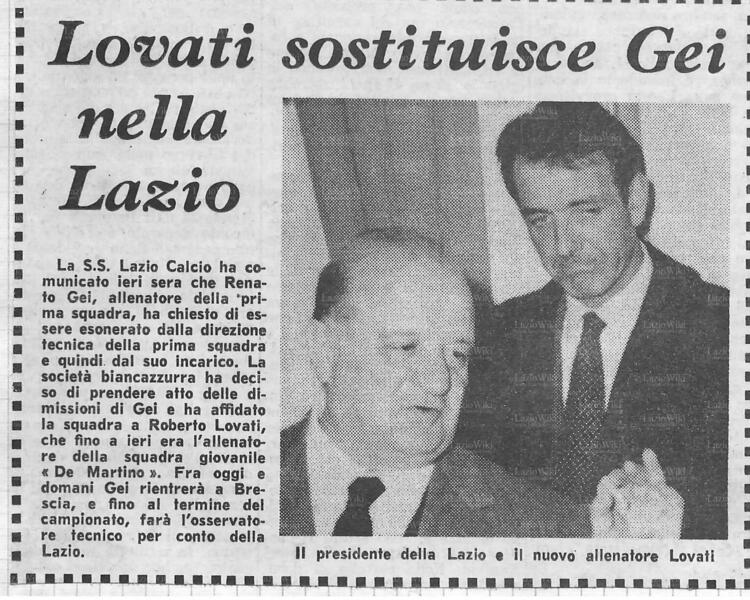 Lovati sostituisce Gei
nella
Lazio
La S.S. Lazio Calcio ha co-
municato ieri sera che Rena-
to Gei, allenatore della prima
ma squadra, ha chiesto di es-
sere esonerato dalla direzione
tecnica della prima squadra
e quindi dal suo incarico. La
società biancazzurra ha deci-
so di prendere atto delle di-
missioni di Gei e ha affidato
la squadra a Roberto Lovati,
che fino a ieri era l'allenato-
re della squadra giovanile
« De Martino ». Fra oggi e
domani Gei rientrerà a Bre-
scia, e fino al termine del
campionato, farà l'osservato-
re tecnico per conto della
Lazio.
Il presidente della Lazio e il nuovo allenatore Lovati
LazioWiki